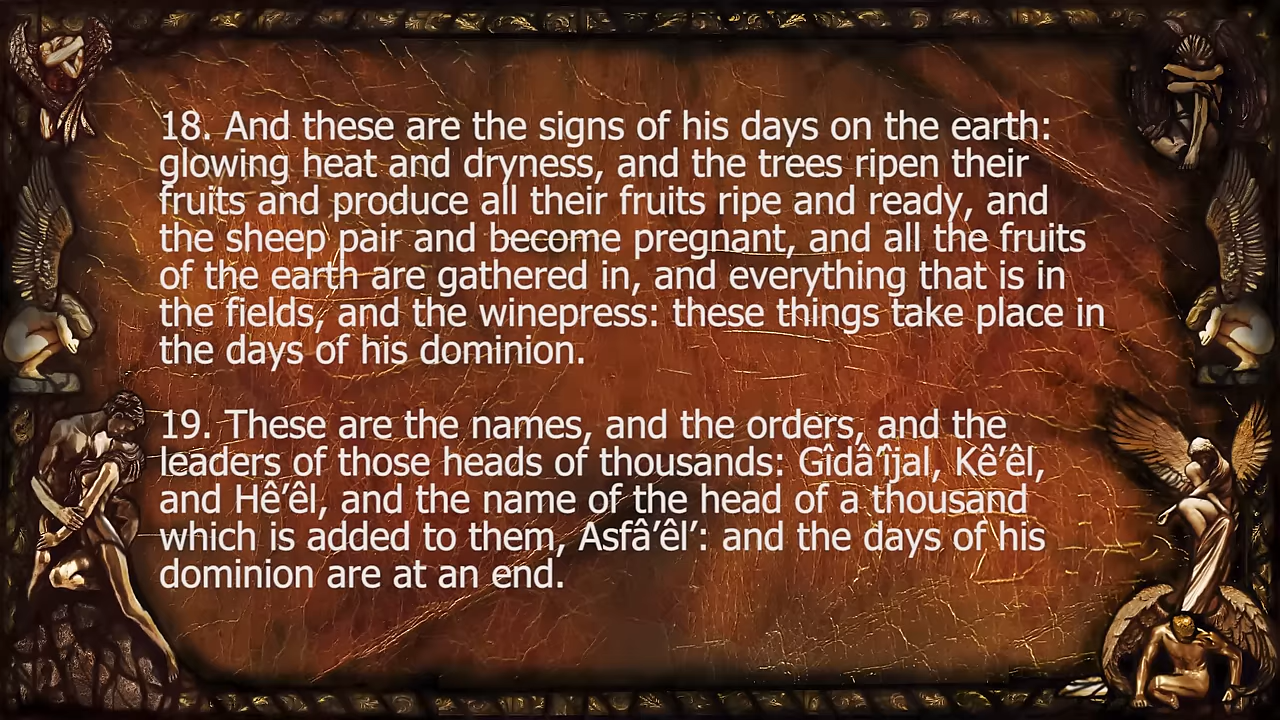 18. And these are the signs of his days on the earth:
glowing heat and dryness, and the trees ripen their
fruits and produce all their fruits ripe and ready, and
the sheep pair and become pregnant, and all the fruits
of the earth are gathered in, and everything that is in
the fields, and the winepress: these things take place in
the days of his dominion.
19. These are the names, and the orders, and the
leaders of those heads of thousands: Gîdâ’îjal, Kê’êl,
and Hê’êl, and the name of the head of a thousand
which is added to them, Asfâ’êl’: and the days of his
dominion are at an end.